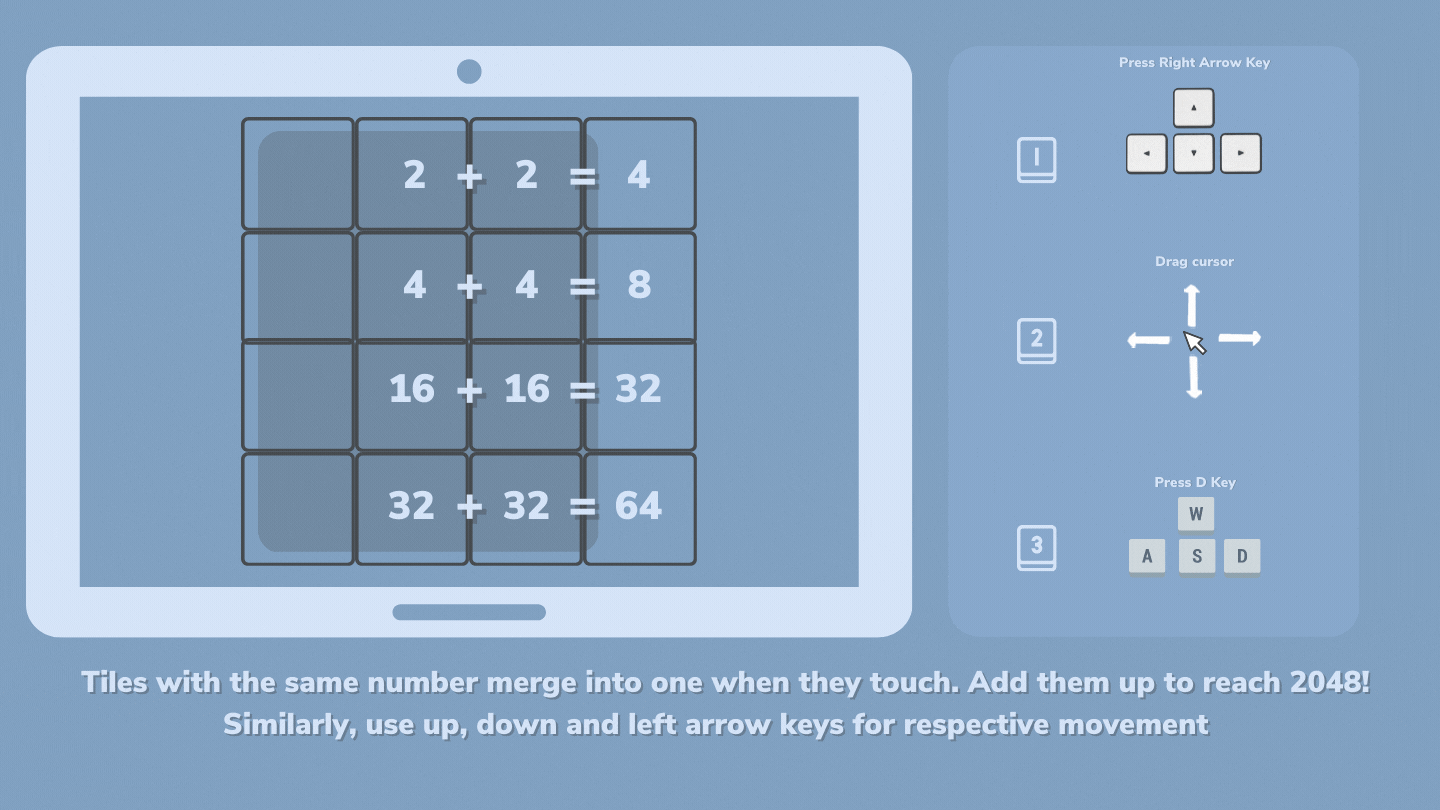 2 + 2 = 4
4 + 4 = 8
16 + 16 = 32
32 + 32 = 64
Press Right Arrow Key
1
Drag cursor
2
Press D Key
W
3
A S D
Tiles with the same number merge into one when they touch. Add them up to reach 2048!
Similarly, use up, down and left arrow keys for respective movement